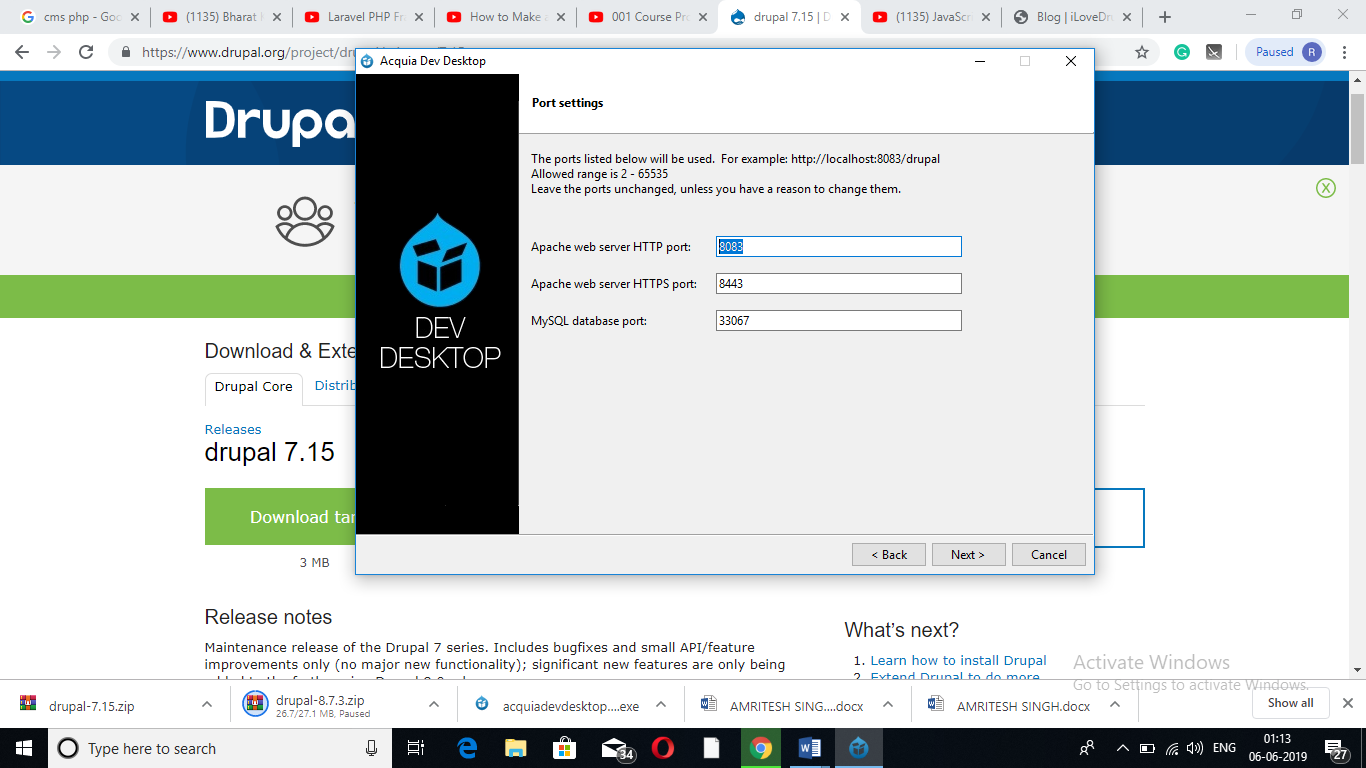 cms php - Goo
(1135) Bharat
Laravel PHP Fr
How to Make
001 Course Pr
drupal 7.15 | D
(1135) JavaScr
Blog | iLoveDr
https://www.drupal.org/project/dr
Paused
R
Acquia Dev Desktop
Port settings
The ports listed below will be used. For example: http://localhost:8083/drupal
Allowed range is 2 - 65535
Leave the ports unchanged, unless you have a reason to change them.
Apache web server HTTP port:
8083
Apache web server HTTPS port:
8443
MySQL database port:
33067
DEV
DESKTOP
< Back
Next >
Cancel
Drupa
Download & Exte
Drupal Core
Distrib
Releases
drupal 7.15
Download tar
3 MB
Release notes
Maintenance release of the Drupal 7 series. Includes bugfixes and small API/feature
improvements only (no major new functionality); significant new features are only being
What's next?
1. Learn how to install Drupal
2. Extend Drupal to do more
Activate Windows
Go to Settings to activate Windows.
drupal-7.15.zip
drupal-8.7.3.zip
26.7/27.1 MB, Paused
acquiadevdesktop....exe
AMRITESH SING....docx
AMRITESH SINGH.docx
Show all
Type here to search
34
ENG
01:13
06-06-2019
27